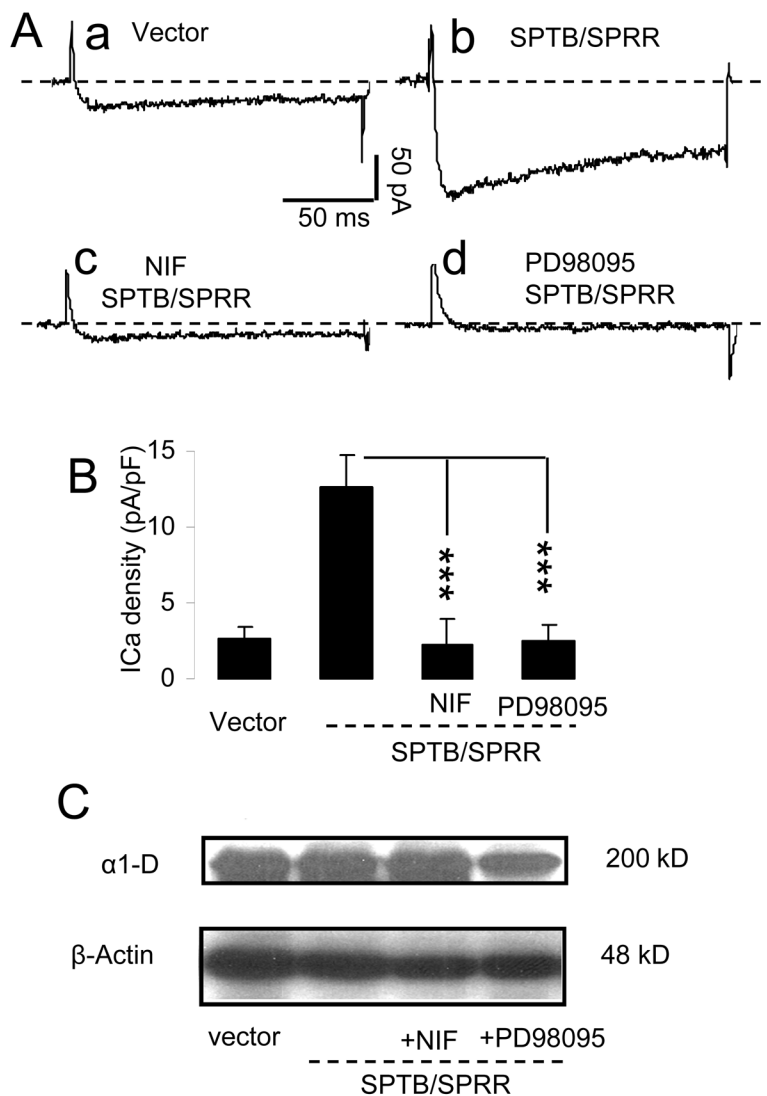 A
a
Vector
b
SPTB/SPRR
50 pA
50 ms
c
NIF
SPTB/SPRR
d
PD98095
SPTB/SPRR
B
ICa density (pA/pF)
15
10
5
0
***
***
Vector
NIF
PD98095
SPTB/SPRR
C
α1-D
200 kD
β-Actin
48 kD
vector
+NIF
+PD98095
SPTB/SPRR